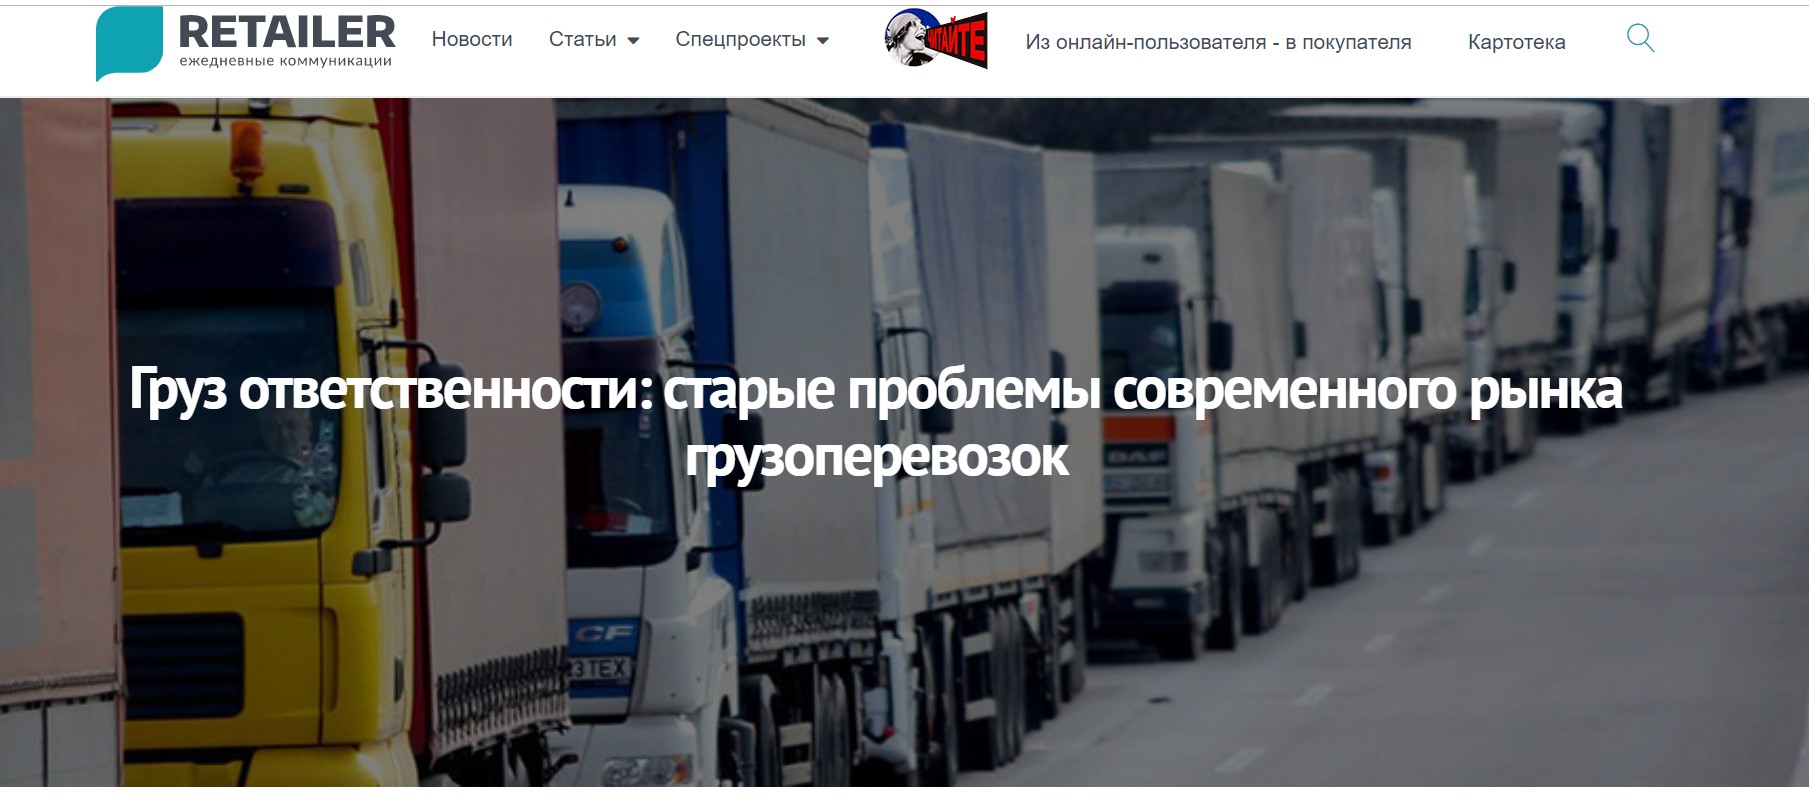 RETAILER
ежедневные коммуникации
Новости
Статьи
Спецпроекты
ЧИТАЙТЕ
Из онлайн-пользователя - в покупателя
Картотека
Груз ответственности: старые проблемы современного рынка
грузоперевозок
DAF
CF
3TEX